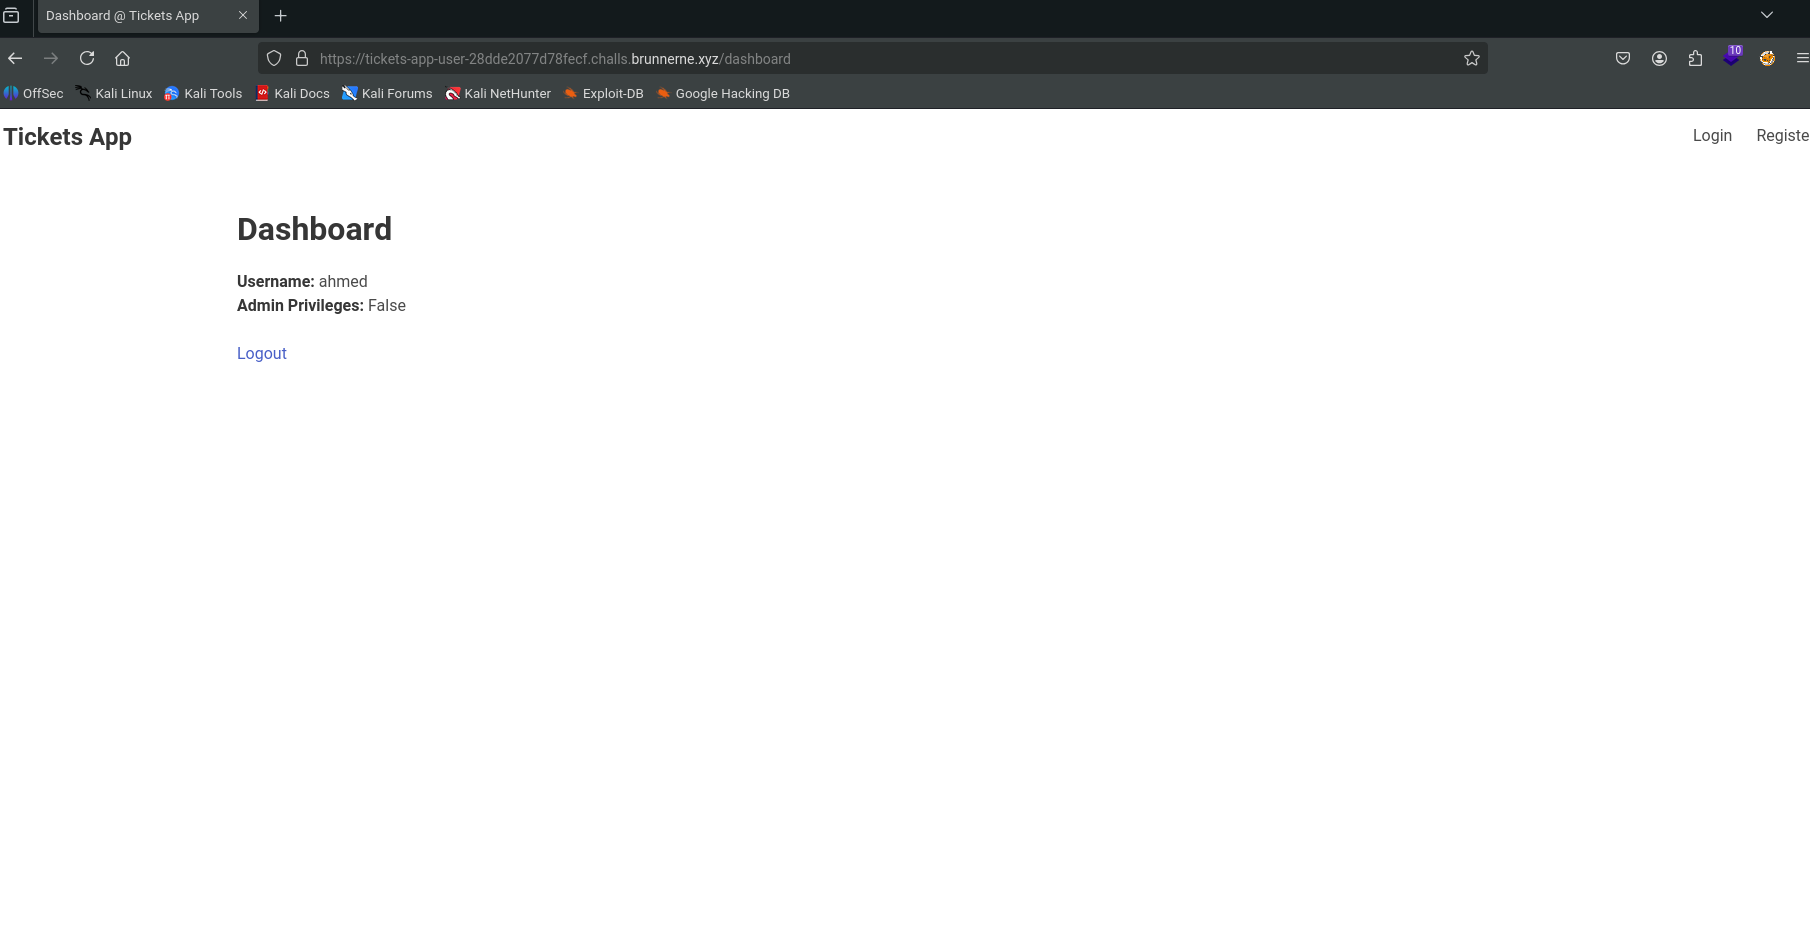 Dashboard @ Tickets App
https://tickets-app-user-28dde2077d78fecf.challs.brunnerne.xyz/dashboard
10
OffSec Kali Linux Kali Tools Kali Docs Kali Forums Kali NetHunter Exploit-DB Google Hacking DB
Tickets App Login Registe
Dashboard
Username: ahmed
Admin Privileges: False
Logout